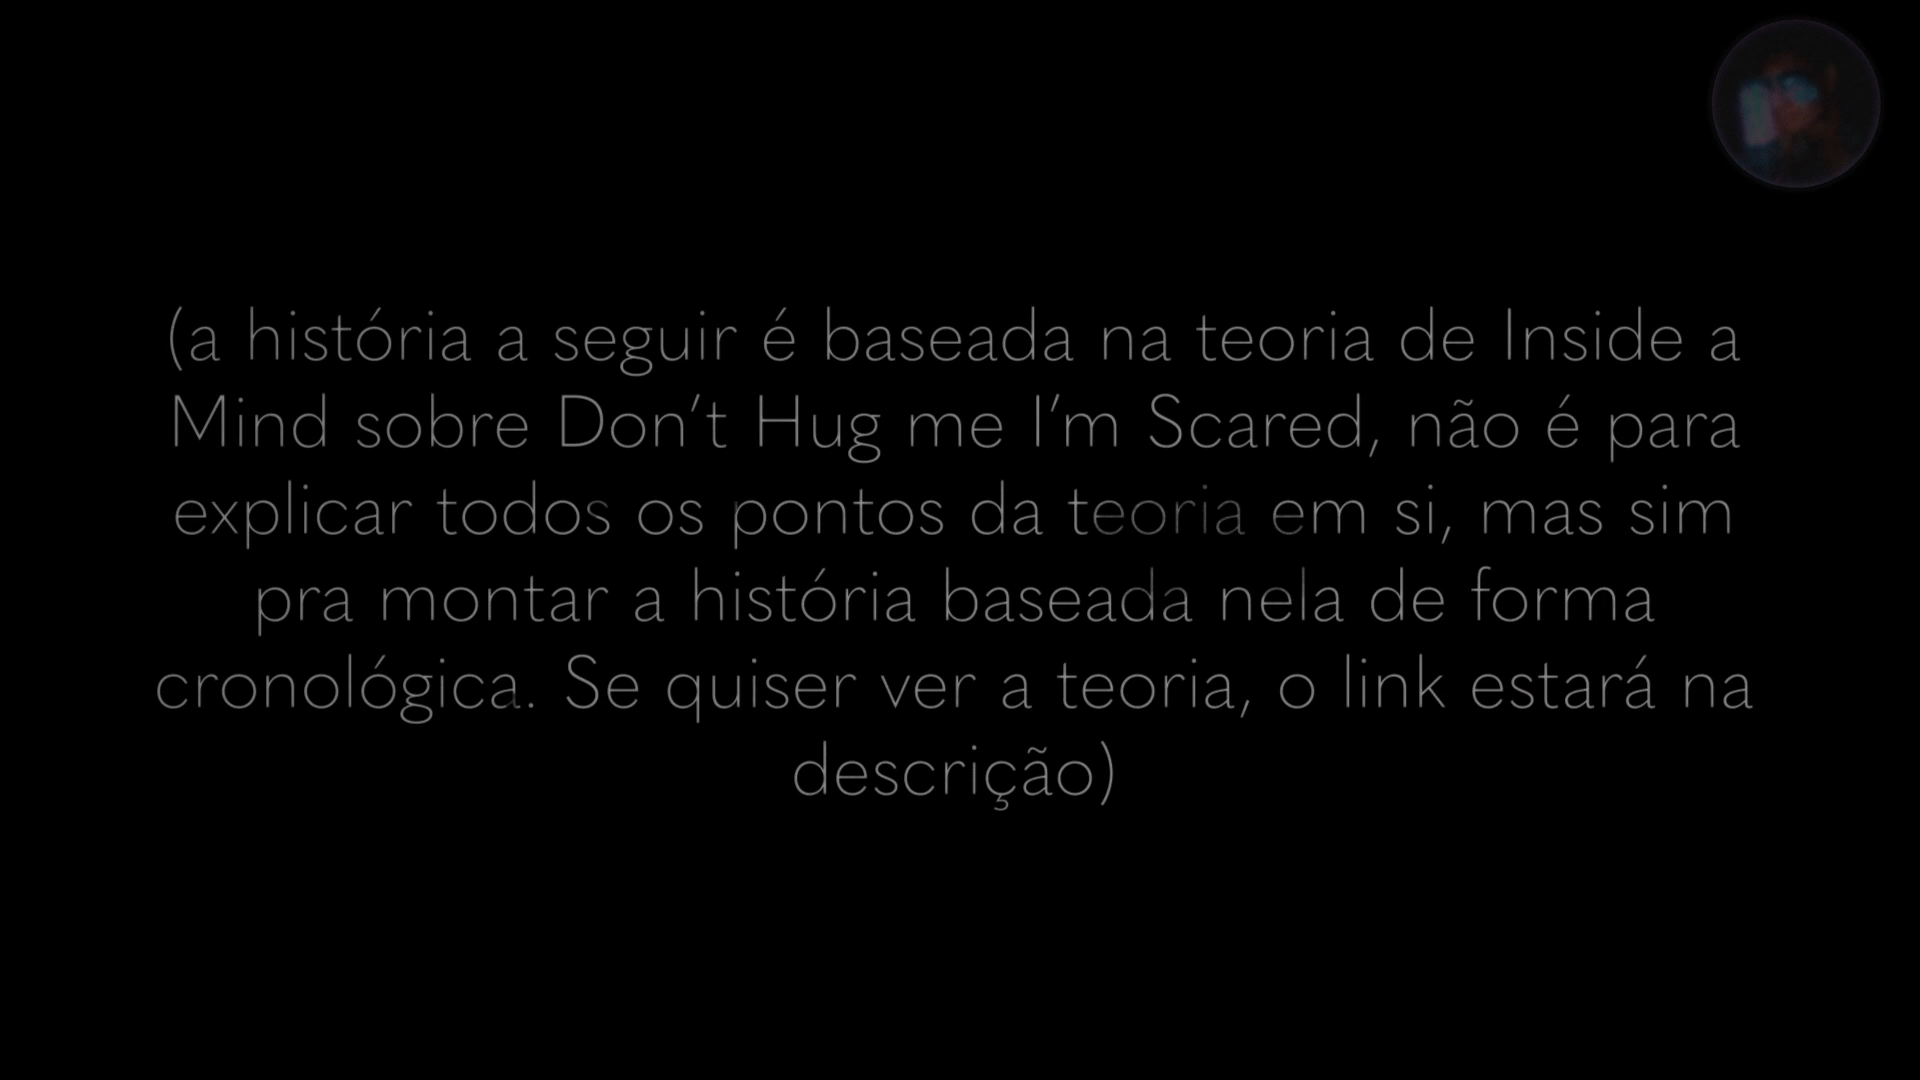 (a história a seguir é baseada na teoria de Inside a
Mind sobre Don’t Hug me I’m Scared, não é para
explicar todos os pontos da teoria em si, mas sim
pra montar a história baseada nela de forma
cronológica. Se quiser ver a teoria, o link estará na
descrição)